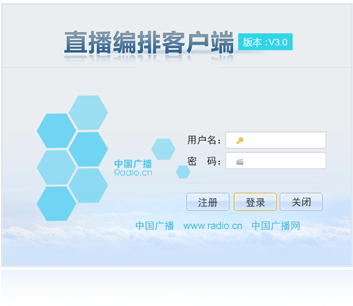 直播编排客户端 版本:V3.0
中国广播
Radio.cn
用户名:
密 码:
注册 登录 关闭
中国广播 www.radio.cn 中国广播网